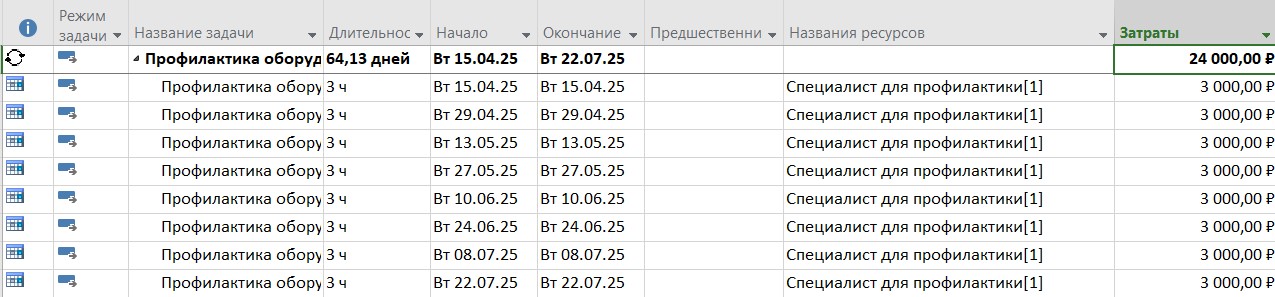 Режим задачи Название задачи Длительнос Начало Окончание Предшественни Названия ресурсов Затраты
Профилактика оборуд 64,13 дней Вт 15.04.25 Вт 22.07.25 24 000,00 ₽
Профилактика обору 3 ч Вт 15.04.25 Вт 15.04.25 Специалист для профилактики[1] 3 000,00 ₽
Профилактика обору 3 ч Вт 29.04.25 Вт 29.04.25 Специалист для профилактики[1] 3 000,00 ₽
Профилактика обору 3 ч Вт 13.05.25 Вт 13.05.25 Специалист для профилактики[1] 3 000,00 ₽
Профилактика обору 3 ч Вт 27.05.25 Вт 27.05.25 Специалист для профилактики[1] 3 000,00 ₽
Профилактика обору 3 ч Вт 10.06.25 Вт 10.06.25 Специалист для профилактики[1] 3 000,00 ₽
Профилактика обору 3 ч Вт 24.06.25 Вт 24.06.25 Специалист для профилактики[1] 3 000,00 ₽
Профилактика обору 3 ч Вт 08.07.25 Вт 08.07.25 Специалист для профилактики[1] 3 000,00 ₽
Профилактика обору 3 ч Вт 22.07.25 Вт 22.07.25 Специалист для профилактики[1] 3 000,00 ₽